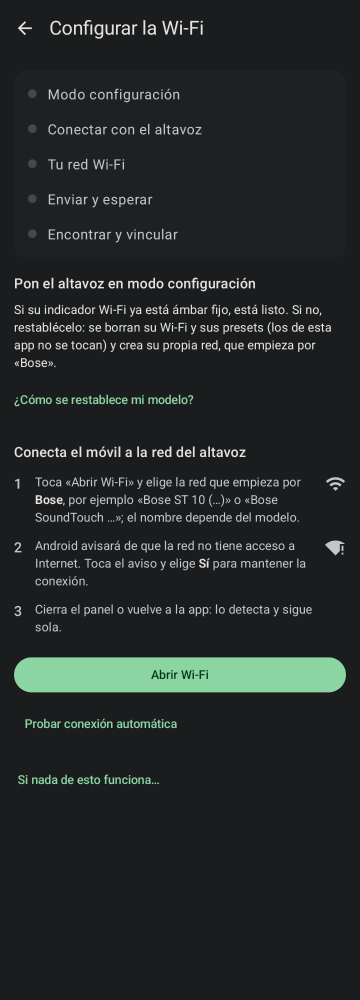 Configurar la Wi-Fi
Modo configuración
Conectar con el altavoz
Tu red Wi-Fi
Enviar y esperar
Encontrar y vincular
Pon el altavoz en modo configuración
Si su indicador Wi-Fi ya está ámbar fijo, está listo. Si no,
restablécelo: se borran su Wi-Fi y sus presets (los de esta
app no se tocan) y crea su propia red, que empieza por
«Bose».
¿Cómo se restablece mi modelo?
Conecta el móvil a la red del altavoz
1 Toca «Abrir Wi-Fi» y elige la red que empieza por
Bose, por ejemplo «Bose ST 10 (…)» o «Bose
SoundTouch …»; el nombre depende del modelo.
2 Android avisará de que la red no tiene acceso a
Internet. Toca el aviso y elige Sí para mantener la
conexión.
3 Cierra el panel o vuelve a la app: lo detecta y sigue
sola.
Abrir Wi-Fi
Probar conexión automática
Si nada de esto funciona…